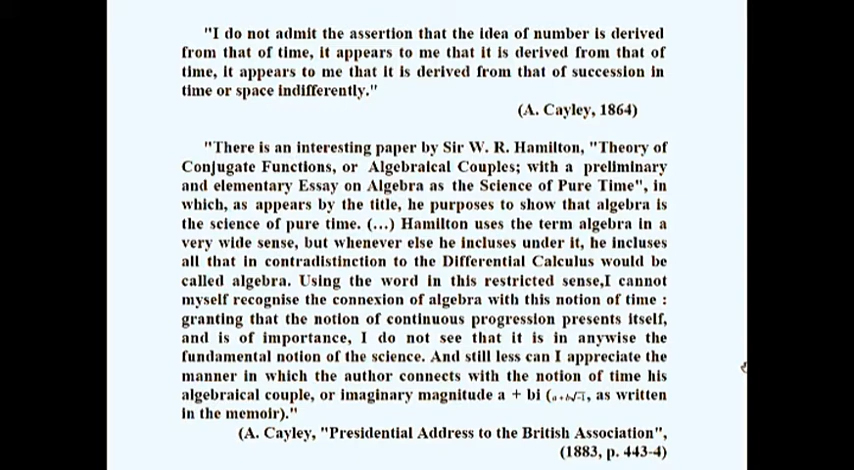 "I do not admit the assertion that the idea of number is derived
from that of time, it appears to me that it is derived from that of
time, it appears to me that it is derived from that of succession in
time or space indifferently."
(A. Cayley, 1864)
"There is an interesting paper by Sir W. R. Hamilton, "Theory of
Conjugate Functions, or Algebraical Couples; with a preliminary
and elementary Essay on Algebra as the Science of Pure Time", in
which, as appears by the title, he purposes to show that algebra is
the science of pure time. (...) Hamilton uses the term algebra in a
very wide sense, but whenever else he incluses under it, he incluses
all that in contradistinction to the Differential Calculus would be
called algebra. Using the word in this restricted sense,I cannot
myself recognise the connexion of algebra with this notion of time :
granting that the notion of continuous progression presents itself,
and is of importance, I do not see that it is in anywise the
fundamental notion of the science. And still less can I appreciate the
manner in which the author connects with the notion of time his
algebraical couple, or imaginary magnitude a + bi (a+b√-1, as written
in the memoir)."
(A. Cayley, "Presidential Address to the British Association",
(1883, p. 443-4)